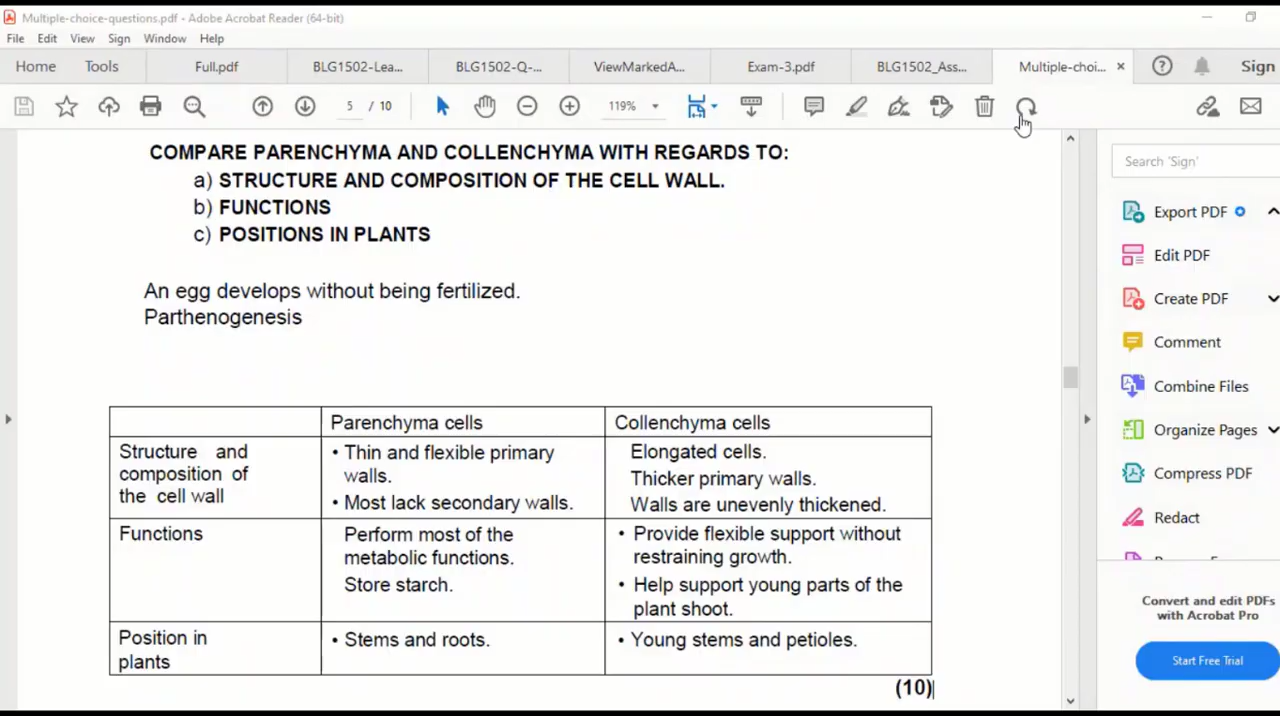 Multiple-choice-questions.pdf - Adobe Acrobat Reader (64-bit)
File Edit View Sign Window Help
Home Tools Full.pdf BLG1502-Lea... BLG1502-Q-... ViewMarkedA... Exam-3.pdf BLG1502_Ass... Multiple-choi... × Sign
5 / 10 119%
COMPARE PARENCHYMA AND COLLENCHYMA WITH REGARDS TO:
a) STRUCTURE AND COMPOSITION OF THE CELL WALL.
b) FUNCTIONS
c) POSITIONS IN PLANTS
An egg develops without being fertilized.
Parthenogenesis
Parenchyma cells Collenchyma cells
Structure and
composition of
the cell wall
• Thin and flexible primary
walls.
• Most lack secondary walls.
Elongated cells.
Thicker primary walls.
Walls are unevenly thickened.
Functions
Perform most of the
metabolic functions.
Store starch.
• Provide flexible support without
restraining growth.
• Help support young parts of the
plant shoot.
Position in
plants
• Stems and roots.
• Young stems and petioles.
(10)
Search 'Sign'
Export PDF
Edit PDF
Create PDF
Comment
Combine Files
Organize Pages
Compress PDF
Redact
Convert and edit PDFs
with Acrobat Pro
Start Free Trial